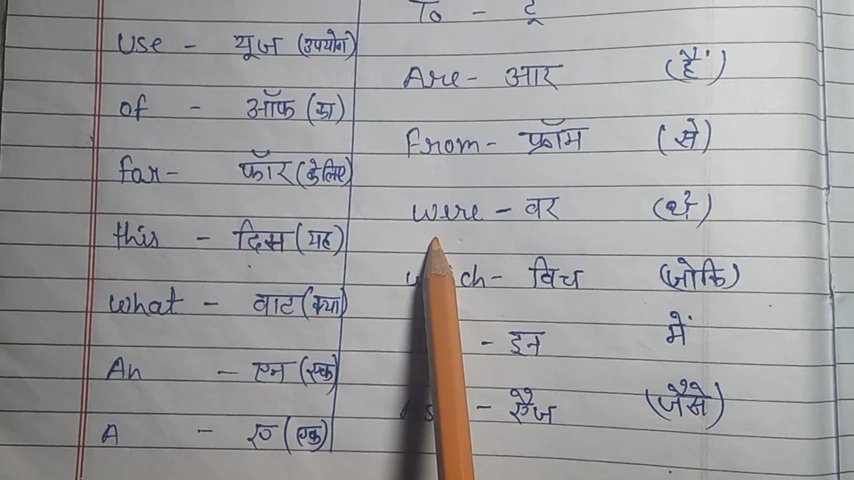 Use - यूज (उपयोग)
of - ऑफ (का)
for - फॉर (के लिए)
this - दिस (यह)
what - वाट (क्या)
An - एन (एक)
A - ए (एक)
To - टू
Are - आर (हैं)
From - फ्रॉम (से)
were - वर (थे)
ch - विच (जोकि)
- इन में
- ऐज (जैसे)